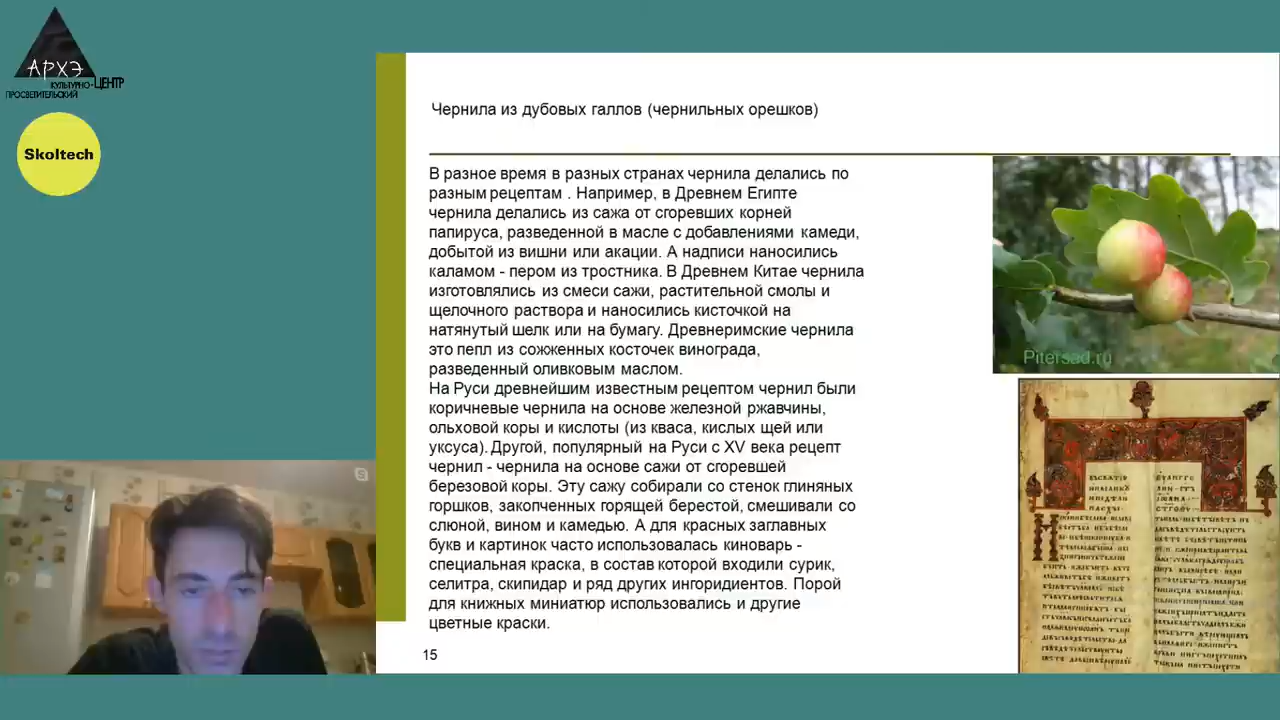 АРХЭ
КУЛЬТУРНО-ЦЕНТР
ПРОСВЕТИТЕЛЬСКИЙ
Skoltech
Чернила из дубовых галлов (чернильных орешков)
В разное время в разных странах чернила делались по
разным рецептам . Например, в Древнем Египте
чернила делались из сажа от сгоревших корней
папируса, разведенной в масле с добавлениями камеди,
добытой из вишни или акации. А надписи наносились
каламом - пером из тростника. В Древнем Китае чернила
изготовлялись из смеси сажи, растительной смолы и
щелочного раствора и наносились кисточкой на
натянутый шелк или на бумагу. Древнеримские чернила
это пепл из сожженных косточек винограда,
разведенный оливковым маслом.
На Руси древнейшим известным рецептом чернил были
коричневые чернила на основе железной ржавчины,
ольховой коры и кислоты (из кваса, кислых щей или
уксуса). Другой, популярный на Руси с XV века рецепт
чернил - чернила на основе сажи от сгоревшей
березовой коры. Эту сажу собирали со стенок глиняных
горшков, закопченных горящей берестой, смешивали со
слюной, вином и камедью. А для красных заглавных
букв и картинок часто использовалась киноварь -
специальная краска, в состав которой входили сурик,
селитра, скипидар и ряд других ингоридиентов. Порой
для книжных миниатюр использовались и другие
цветные краски.
15
Pitersad.ru